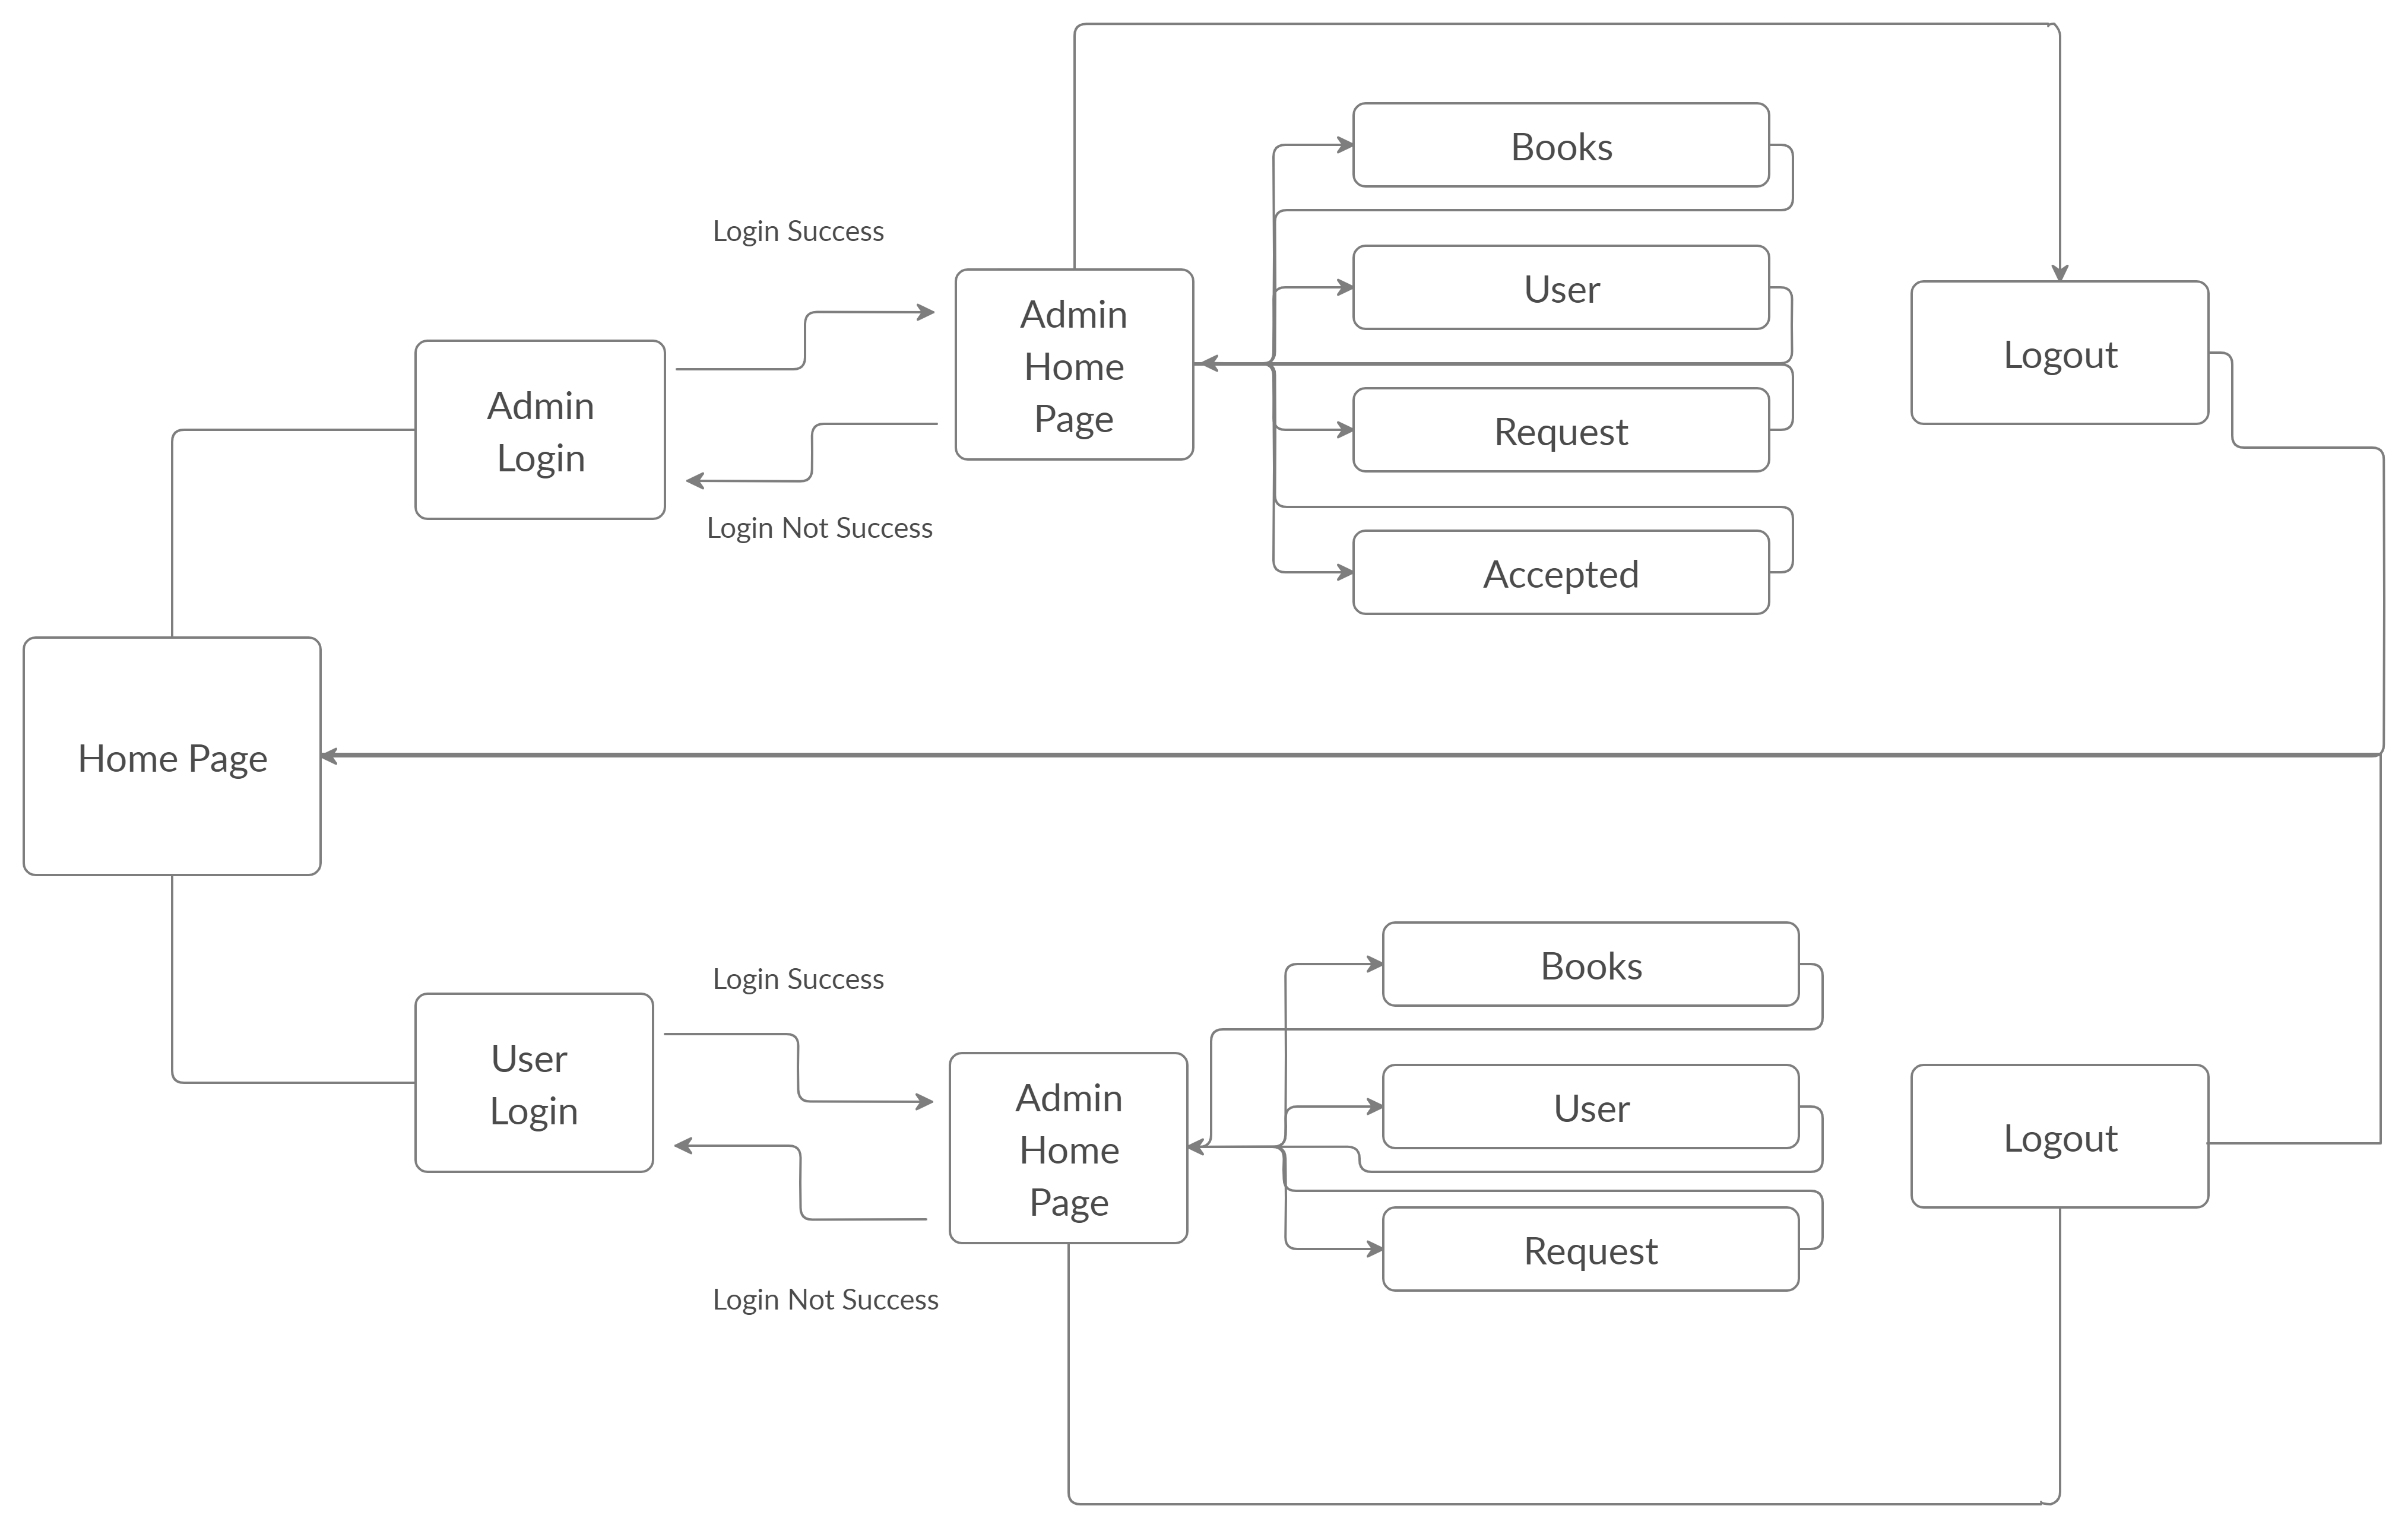 Books
Login Success
User
Admin
Home
Page
Logout
Admin
Login
Request
Login Not Success
Accepted
Home Page
Books
Login Success
User
Login
Admin
Home
Page
User
Logout
Request
Login Not Success